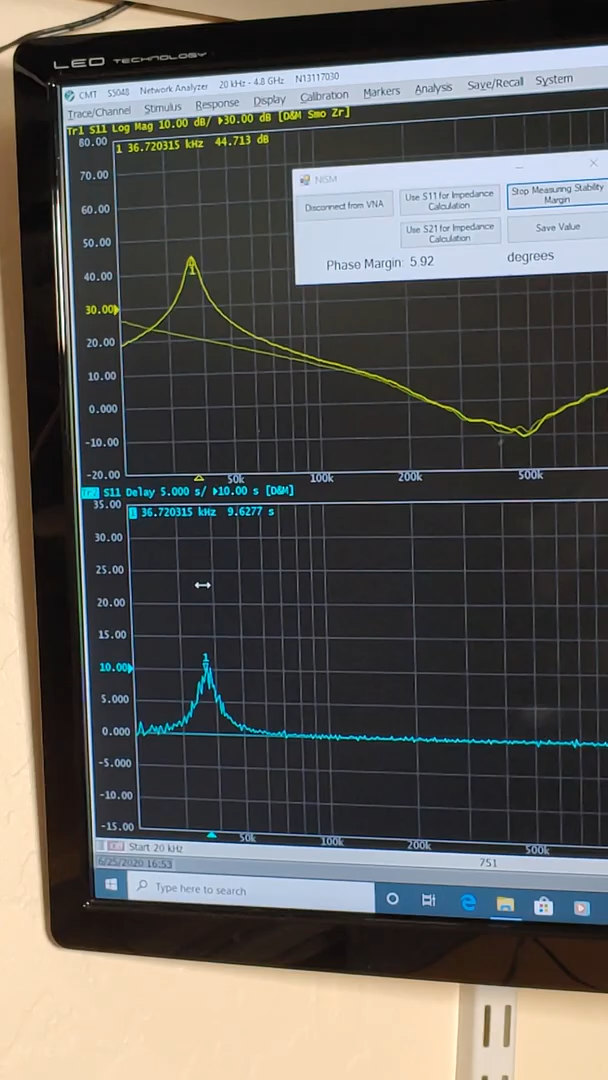 LED TECHNOLOGY
CMT S5048 Network Analyzer 20 kHz - 4.8 GHz N13117030
Trace/Channel Stimulus Response Display Calibration Markers Analysis Save/Recall System
Tr1 S11 Log Mag 10.00 dB/ ▶30.00 dB [D&M Smo Zr]
80.00
1 36.720315 kHz 44.713 dB
NISM
70.00
Disconnect from VNA
Use S11 for Impedance Calculation
Stop Measuring Stability Margin
60.00
Use S21 for Impedance Calculation
Save Value
50.00
Phase Margin: 5.92 degrees
40.00
1
30.00
20.00
10.00
0.000
-10.00
-20.00
50k 100k 200k 500k
Tr2 S11 Delay 5.000 s/ ▶10.00 s [D&M]
35.00
1 36.720315 kHz 9.6277 s
30.00
25.00
20.00
15.00
1
10.00
5.000
0.000
-5.000
-10.00
-15.00
50k 100k 200k 500k
Off Start 20 kHz
6/25/2020 16:53
751
Type here to search